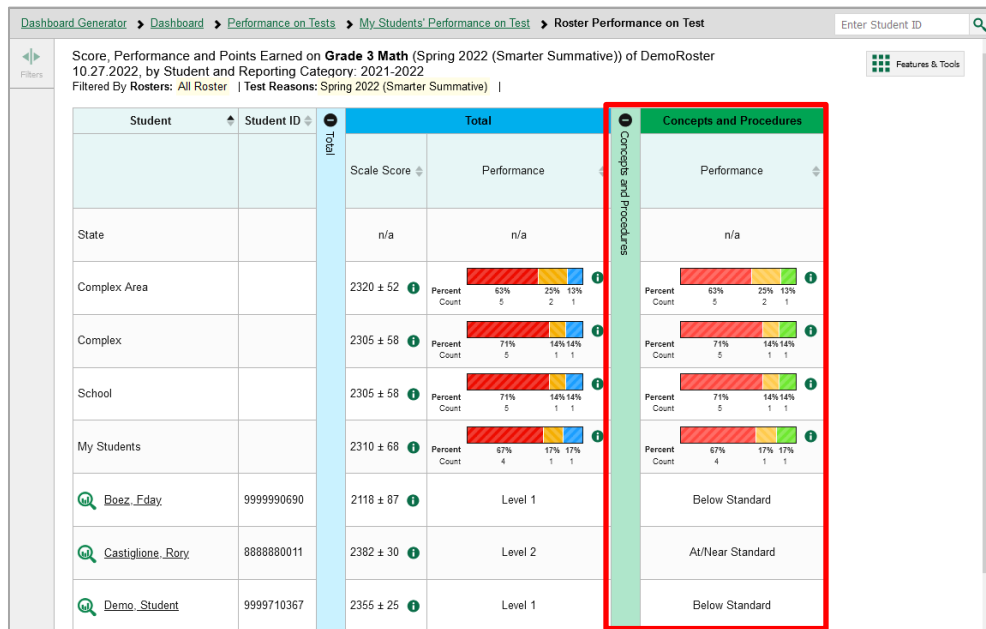 Dashboard Generator > Dashboard > Performance on Tests > My Students' Performance on Test > Roster Performance on Test
Enter Student ID
Filters
Score, Performance and Points Earned on Grade 3 Math (Spring 2022 (Smarter Summative)) of DemoRoster
10.27.2022, by Student and Reporting Category: 2021-2022
Filtered By Rosters: All Roster | Test Reasons: Spring 2022 (Smarter Summative) |
Features & Tools
Student Student ID Total Concepts and Procedures
Total
Concepts and Procedures
Scale Score Performance Performance
State n/a n/a n/a
Complex Area 2320 ± 52 Percent 63% 25% 13% Percent 63% 25% 13%
Count 5 2 1 Count 5 2 1
Complex 2305 ± 58 Percent 71% 14% 14% Percent 71% 14% 14%
Count 5 1 1 Count 5 1 1
School 2305 ± 58 Percent 71% 14% 14% Percent 71% 14% 14%
Count 5 1 1 Count 5 1 1
My Students 2310 ± 68 Percent 67% 17% 17% Percent 67% 17% 17%
Count 4 1 1 Count 4 1 1
Boez, Fday 9999990690 2118 ± 87 Level 1 Below Standard
Castiglione, Rory 8888880011 2382 ± 30 Level 2 At/Near Standard
Demo, Student 9999710367 2355 ± 25 Level 1 Below Standard